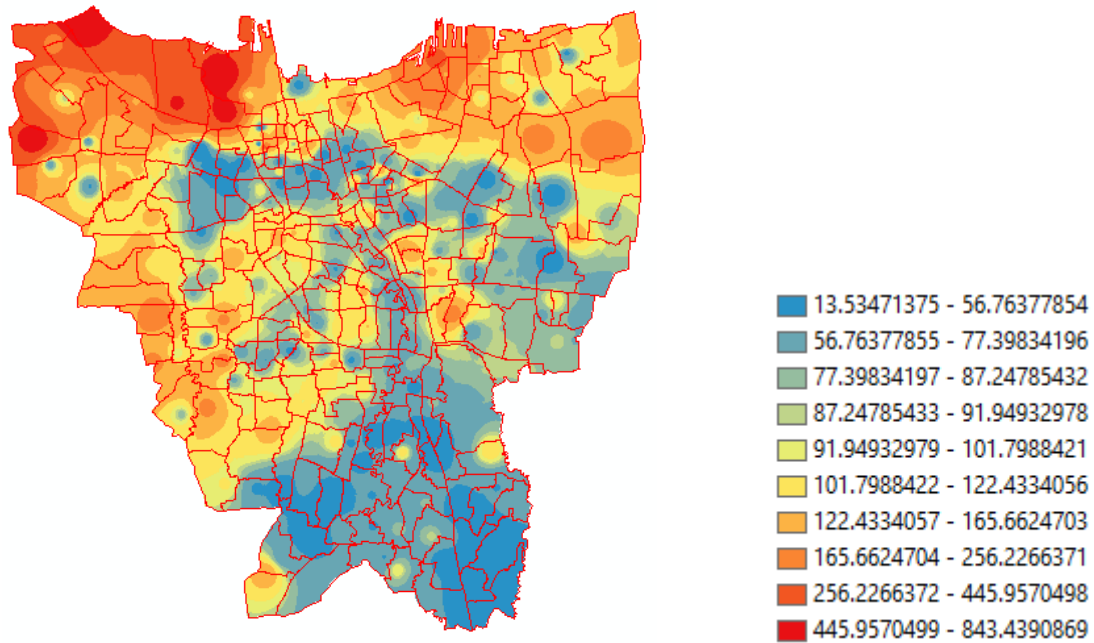 13.53471375 - 56.76377854
56.76377855 - 77.39834196
77.39834197 - 87.24785432
87.24785433 - 91.94932978
91.94932979 - 101.7988421
101.7988422 - 122.4334056
122.4334057 - 165.6624703
165.6624704 - 256.2266371
256.2266372 - 445.9570498
445.9570499 - 843.4390869